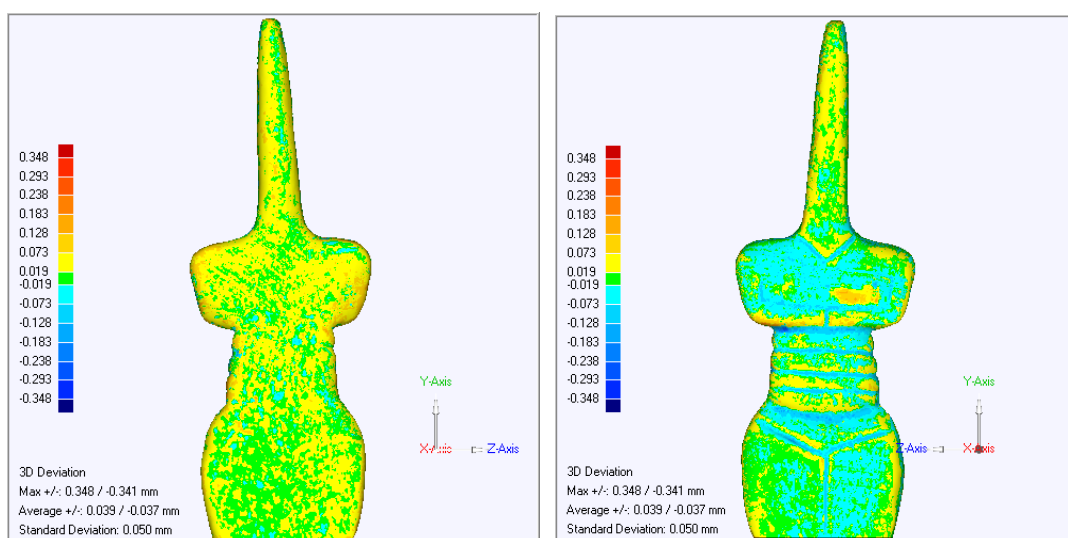 0.348
0.293
0.238
0.183
0.128
0.073
0.019
-0.019
-0.073
-0.128
-0.183
-0.238
-0.293
-0.348
Y-Axis
X-Axis
Z-Axis
3D Deviation
Max +/-: 0.348 / -0.341 mm
Average +/-: 0.039 / -0.037 mm
Standard Deviation: 0.050 mm
0.348
0.293
0.238
0.183
0.128
0.073
0.019
-0.019
-0.073
-0.128
-0.183
-0.238
-0.293
-0.348
Y-Axis
Z-Axis
X-Axis
3D Deviation
Max +/-: 0.348 / -0.341 mm
Average +/-: 0.039 / -0.037 mm
Standard Deviation: 0.050 mm